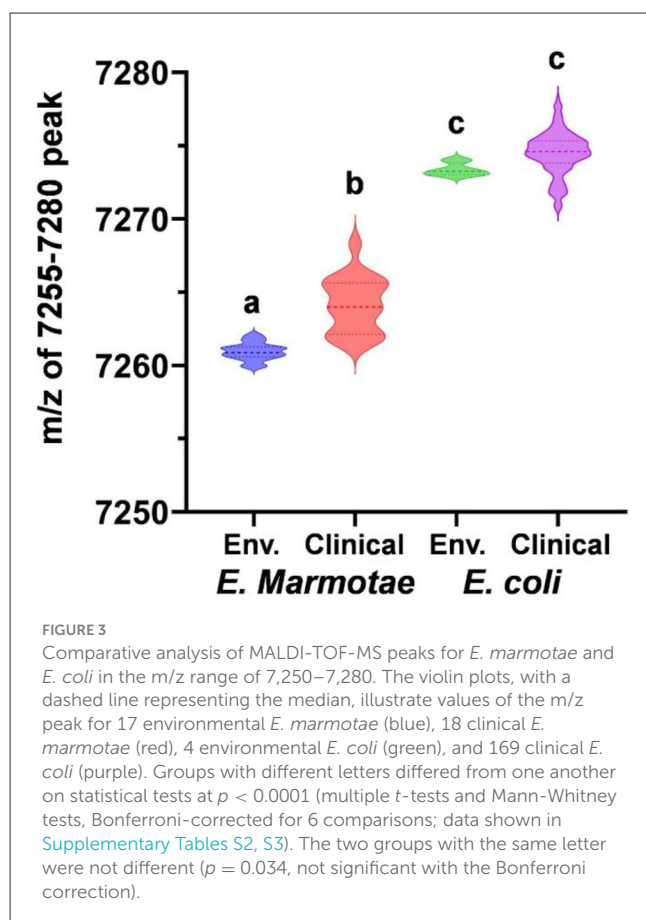 7280
7270
7260
7250
m/z of 7255-7280 peak
a
b
c
c
Env. Clinical Env. Clinical
E. Marmotae E. coli
FIGURE 3
Comparative analysis of MALDI-TOF-MS peaks for E. marmotae and
E. coli in the m/z range of 7,250–7,280. The violin plots, with a
dashed line representing the median, illustrate values of the m/z
peak for 17 environmental E. marmotae (blue), 18 clinical E.
marmotae (red), 4 environmental E. coli (green), and 169 clinical E.
coli (purple). Groups with different letters differed from one another
on statistical tests at p < 0.0001 (multiple t-tests and Mann-Whitney
tests, Bonferroni-corrected for 6 comparisons; data shown in
Supplementary Tables S2, S3). The two groups with the same letter
were not different (p = 0.034, not significant with the Bonferroni
correction).